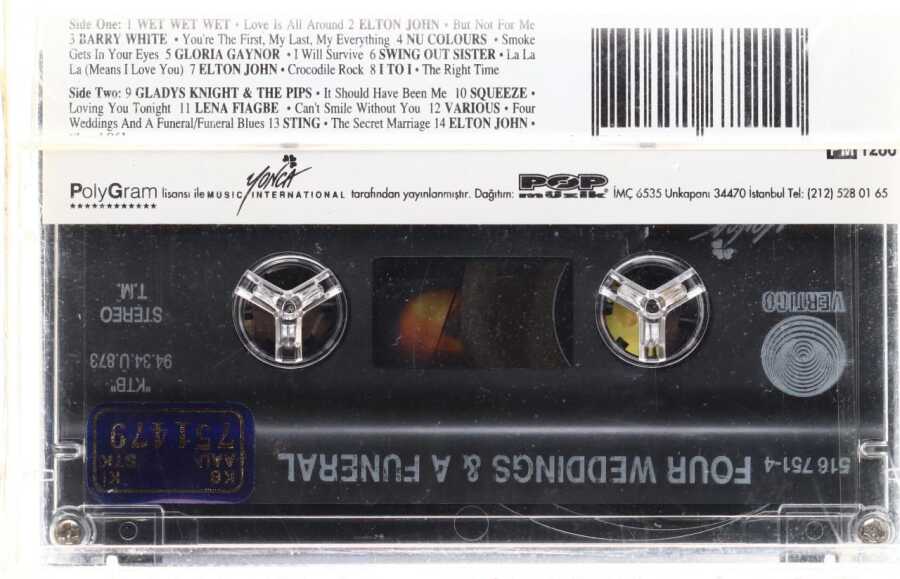 Side One: 1 WET WET WET • Love Is All Around 2 ELTON JOHN • But Not For Me
3 BARRY WHITE • You're The First, My Last, My Everything 4 NU COLOURS • Smoke
Gets In Your Eyes 5 GLORIA GAYNOR • I Will Survive 6 SWING OUT SISTER • La La
La (Means I Love You) 7 ELTON JOHN • Crocodile Rock 8 I TO I • The Right Time
Side Two: 9 GLADYS KNIGHT & THE PIPS • It Should Have Been Me 10 SQUEEZE •
Loving You Tonight 11 LENA FIAGBE • Can't Smile Without You 12 VARIOUS • Four
Weddings And A Funeral/Funeral Blues 13 STING • The Secret Marriage 14 ELTON JOHN •
PolyGram lisansı ile MUSIC YONCA INTERNATIONAL tarafından yayınlanmıştır. Dağıtım: POP müzik İMÇ 6535 Unkapanı 34470 İstanbul Tel: (212) 528 01 65
516 751-4 FOUR WEDDINGS & A FUNERAL
KB
AAU
STK
KI
751479
"KTB"
94.34.Ü.873
VERTIGO
STEREO
T.M.